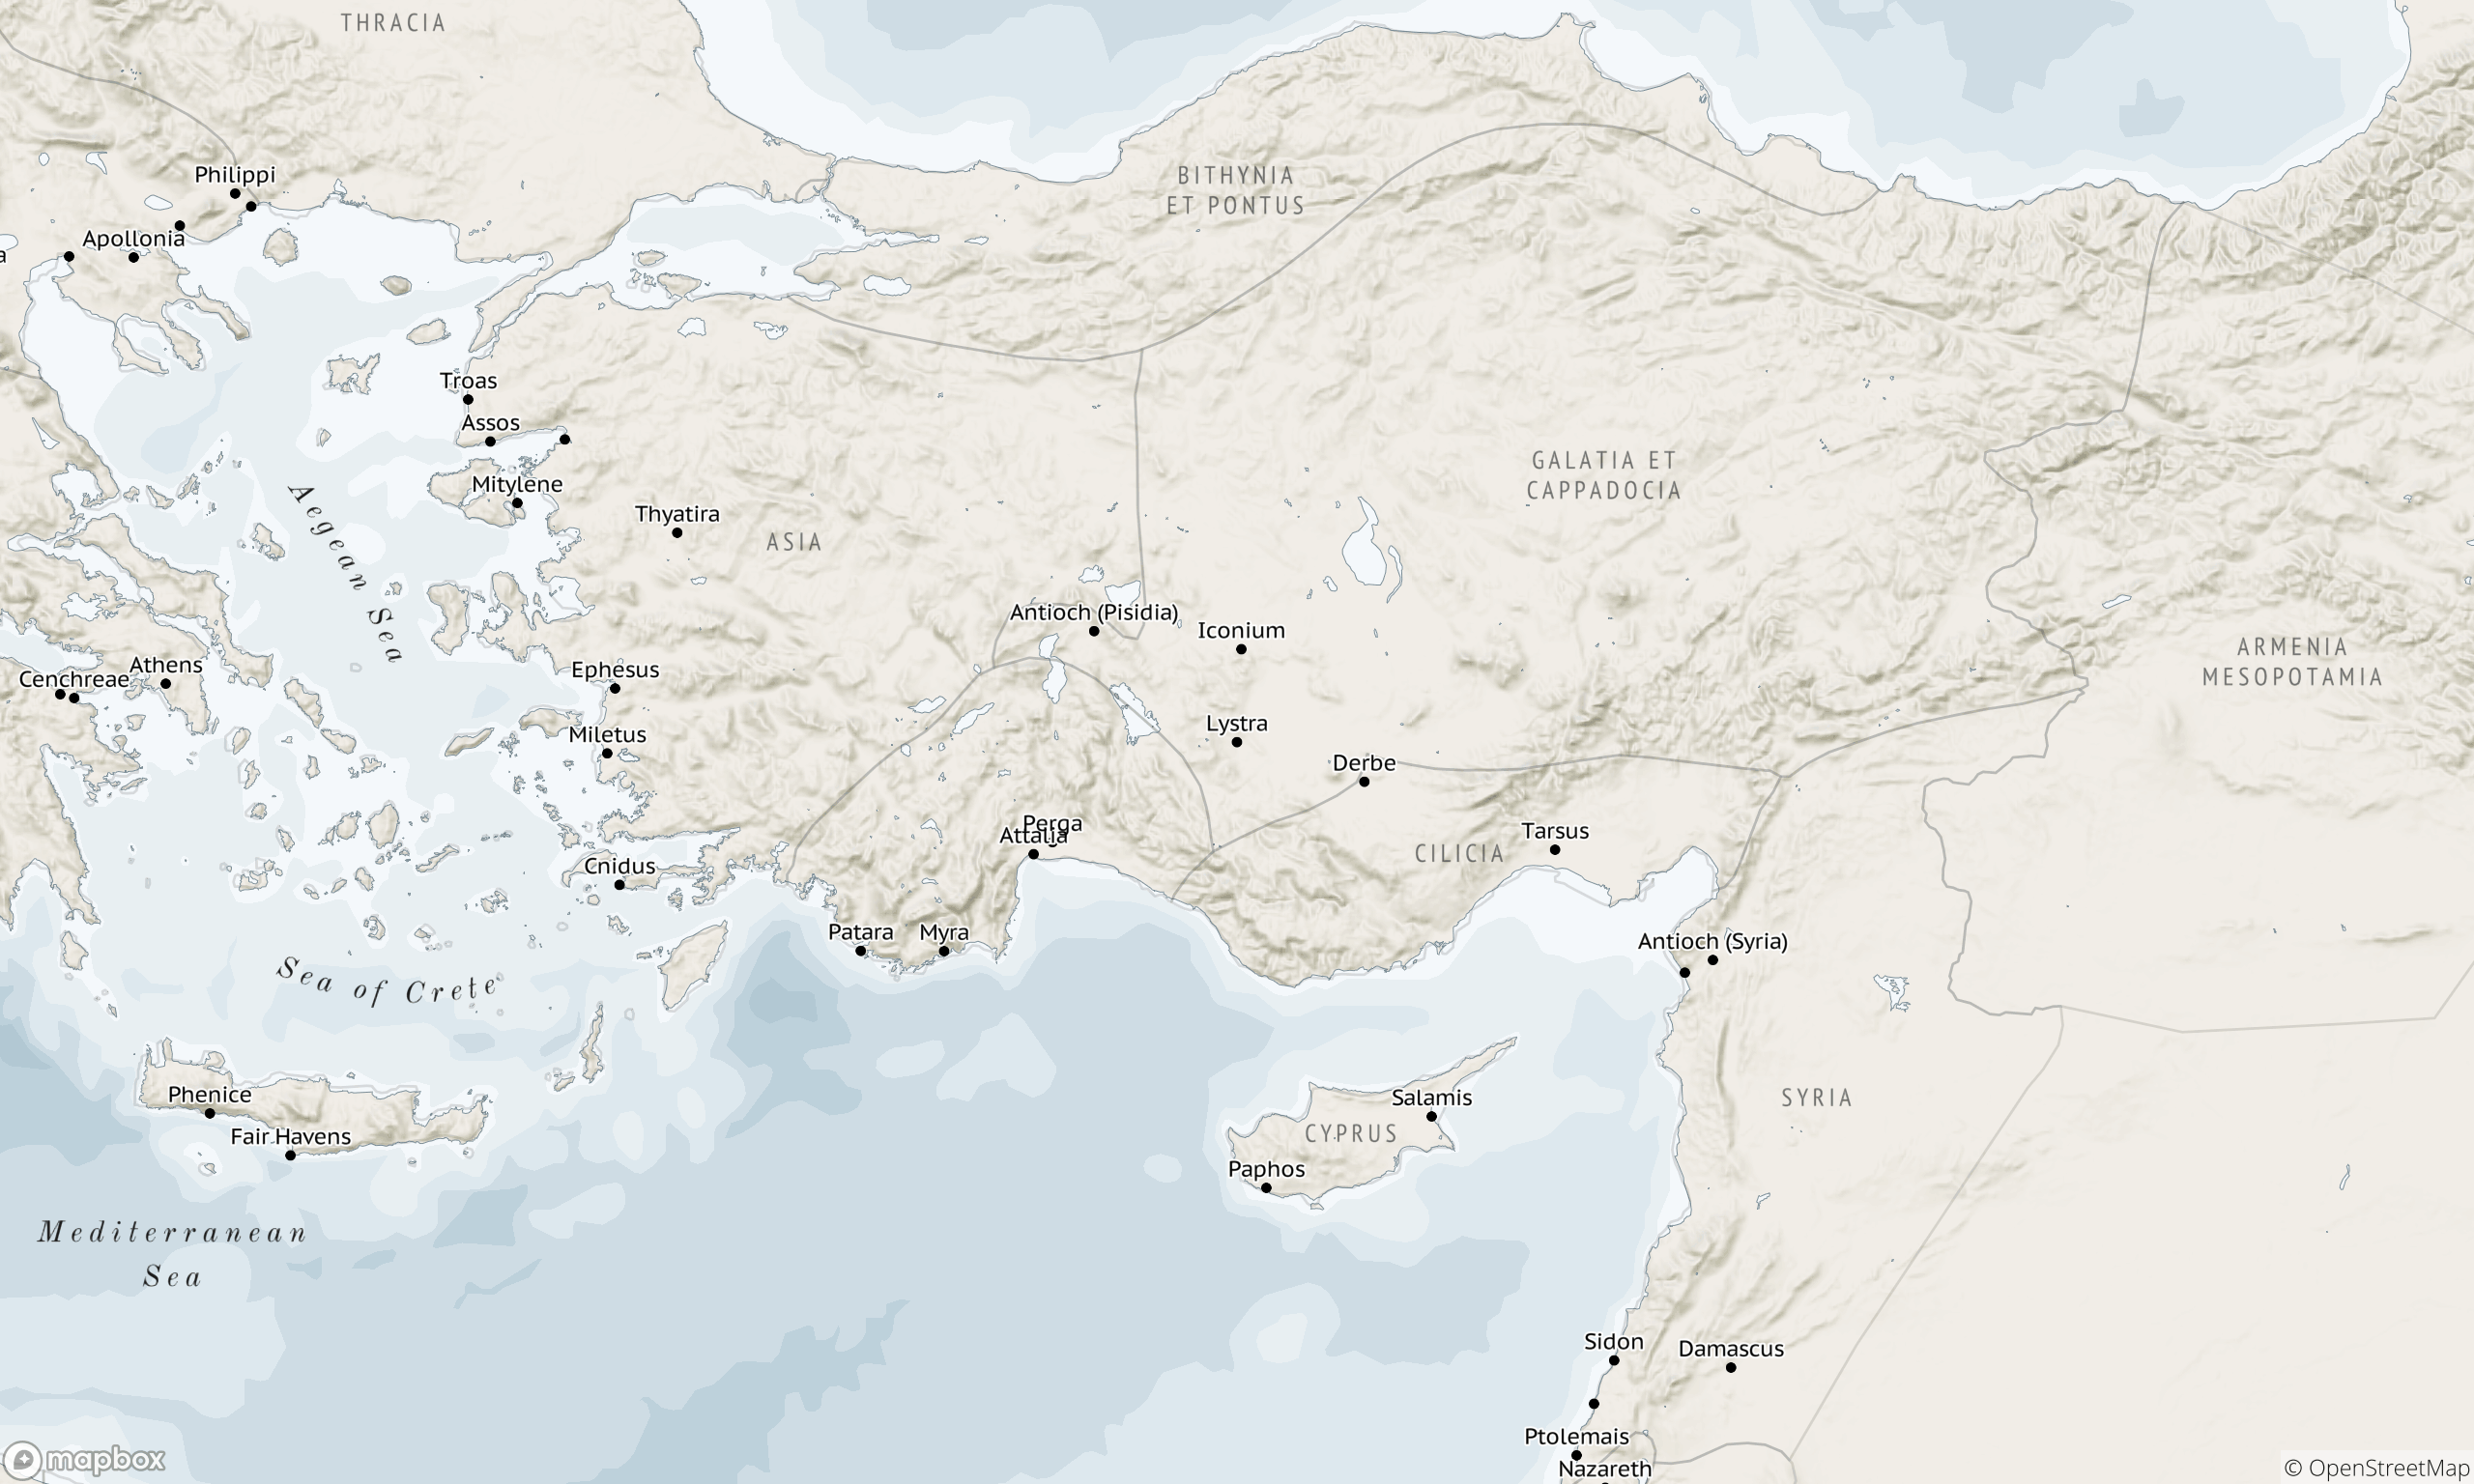 THRACIA
Philippi
BITHYNIA
ET PONTUS
Apollonia
a
Troas
Assos
Mitylene
GALATIA ET
CAPPADOCIA
Aegean Sea
Thyatira
ASIA
Antioch (Pisidia)
Iconium
ARMENIA
MESOPOTAMIA
Athens
Cenchreae
Ephesus
Lystra
Miletus
Derbe
Perga
Attalia
Tarsus
CILICIA
Cnidus
Patara
Myra
Antioch (Syria)
Sea of Crete
Phenice
Salamis
SYRIA
CYPRUS
Fair Havens
Paphos
Mediterranean
Sea
Sidon
Damascus
Ptolemais
Nazareth
mapbox
© OpenStreetMap